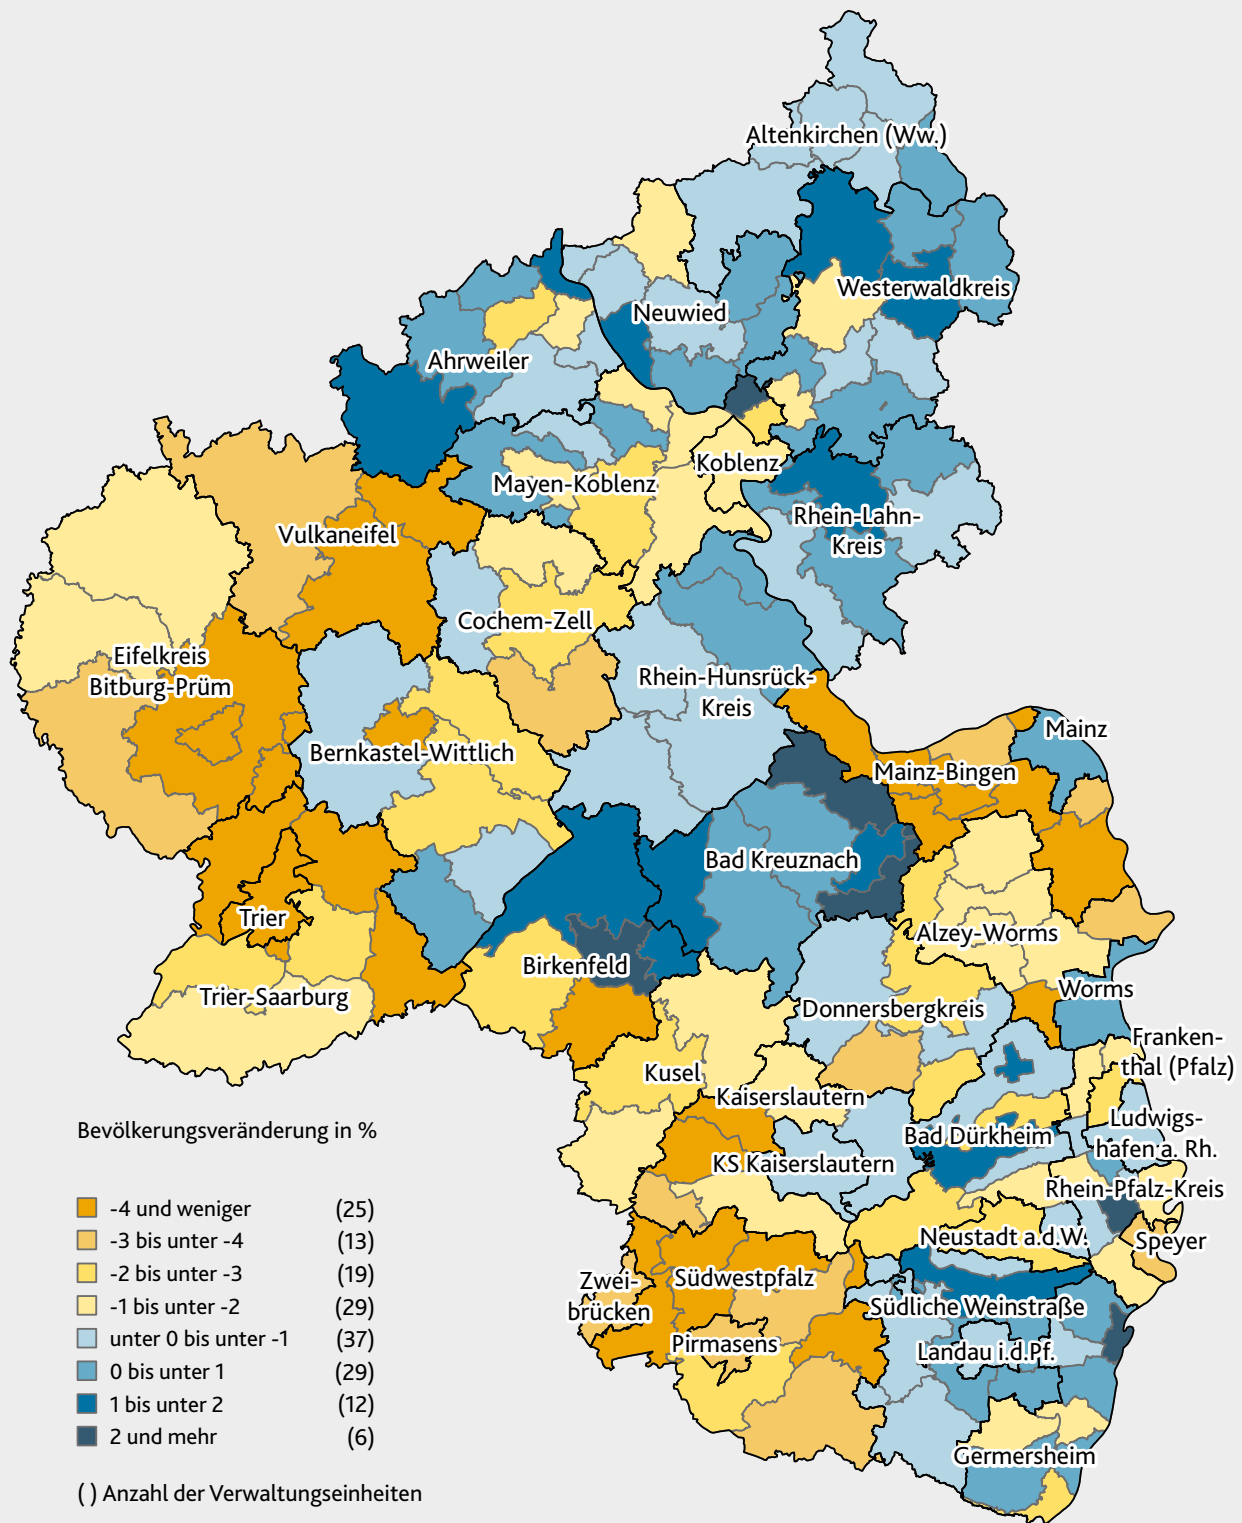 Altenkirchen (Ww.)
Westerwaldkreis
Neuwied
Ahrweiler
Koblenz
Mayen-Koblenz
Rhein-Lahn-
Kreis
Vulkaneifel
Cochem-Zell
Eifelkreis
Bitburg-Prüm
Rhein-Hunsrück-
Kreis
Mainz
Bernkastel-Wittlich
Mainz-Bingen
Bad Kreuznach
Trier
Alzey-Worms
Birkenfeld
Worms
Trier-Saarburg
Donnersbergkreis
Franken-
thal (Pfalz)
Kusel
Kaiserslautern
Ludwigs-
hafen a. Rh.
Bad Dürkheim
KS Kaiserslautern
Rhein-Pfalz-Kreis
Neustadt a.d.W.
Speyer
Zwei-
brücken
Südwestpfalz
Südliche Weinstraße
Pirmasens
Landau i.d.Pf.
Germersheim
Bevölkerungsveränderung in %
-4 und weniger (25)
-3 bis unter -4 (13)
-2 bis unter -3 (19)
-1 bis unter -2 (29)
unter 0 bis unter -1 (37)
0 bis unter 1 (29)
1 bis unter 2 (12)
2 und mehr (6)
( ) Anzahl der Verwaltungseinheiten